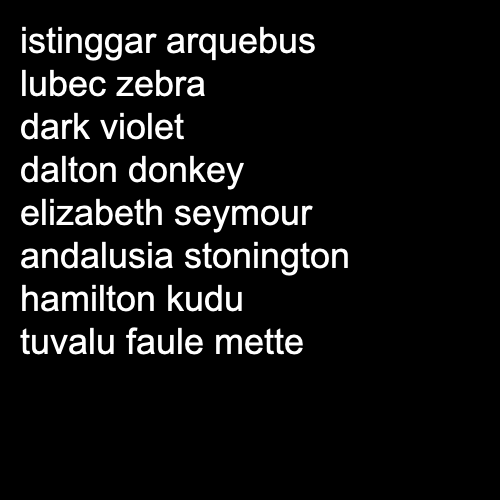 istinggar arquebus
lubec zebra
dark violet
dalton donkey
elizabeth seymour
andalusia stonington
hamilton kudu
tuvalu faule mette